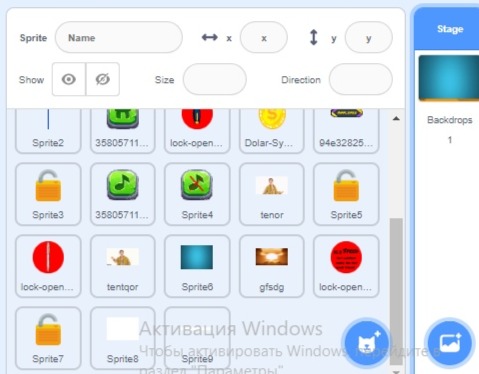 Stage
Sprite Name x x y y
Show Size Direction
Backdrops
1
Sprite2 35805711... lock-open... Dolar-Sy... 94e32825...
Sprite3 35805711... Sprite4 tenor Sprite5
lock-open... tentqor Sprite6 gfsdg lock-open...
Sprite7 Sprite8 Sprite9
Активация Windows
Чтобы активировать Windows, перейдите в
раздел "Параметры".